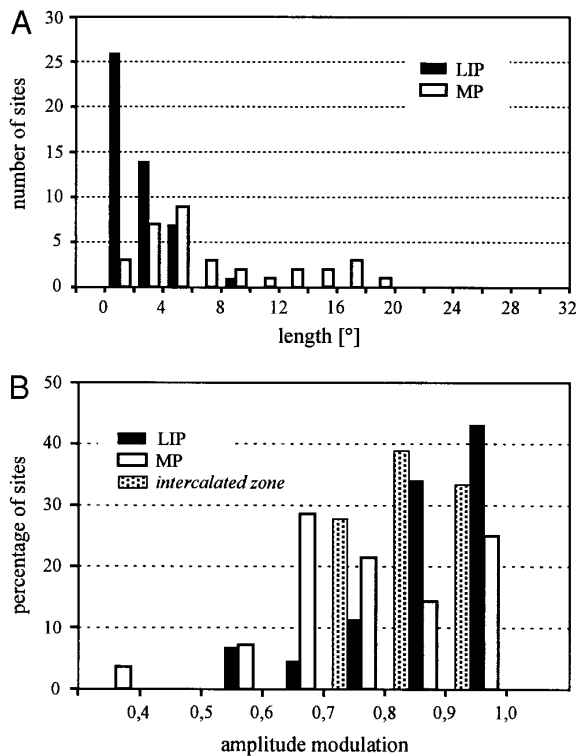 A
30
25
20
15
10
5
0
number of sites
LIP
MP
0 4 8 12 16 20 24 28 32
length [°]
B
50
40
30
20
10
0
percentage of sites
LIP
MP
intercalated zone
0,4 0,5 0,6 0,7 0,8 0,9 1,0
amplitude modulation